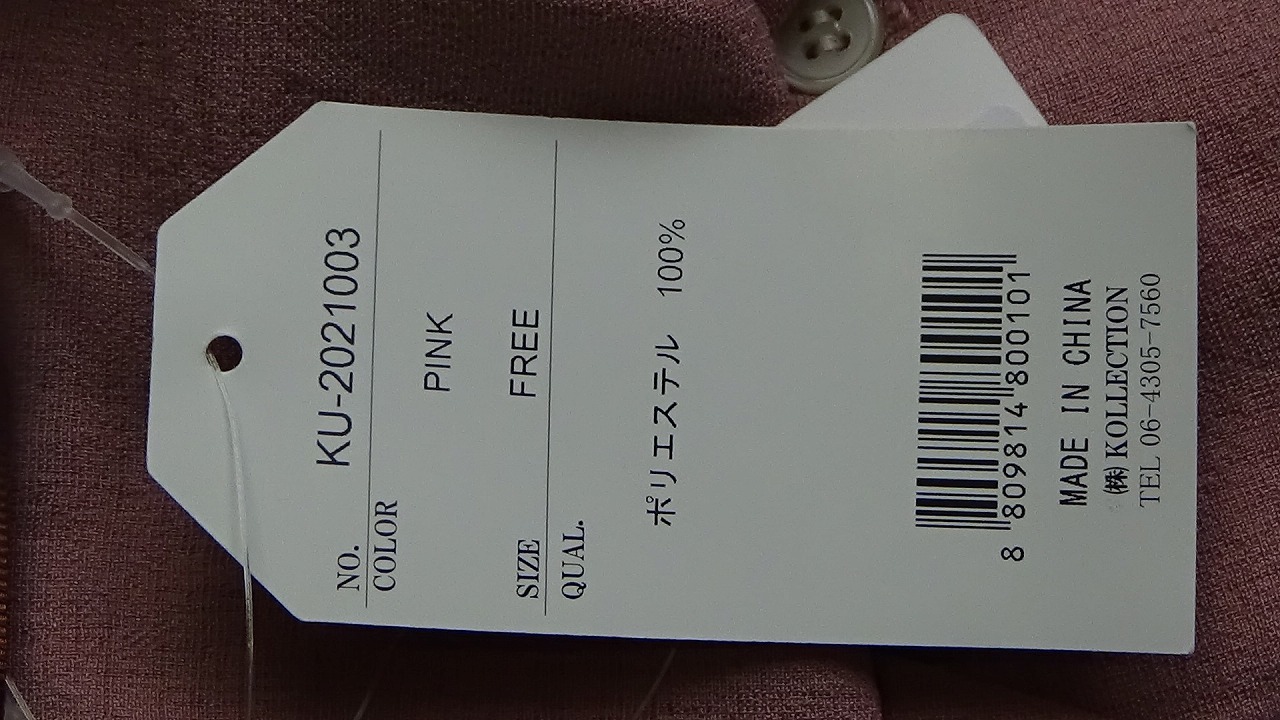 NO. KU-2021003
COLOR
PINK
SIZE FREE
QUAL.
ポリエステル 100%
8 809814 800101
MADE IN CHINA
㈱ KOLLECTION
TEL 06-4305-7560